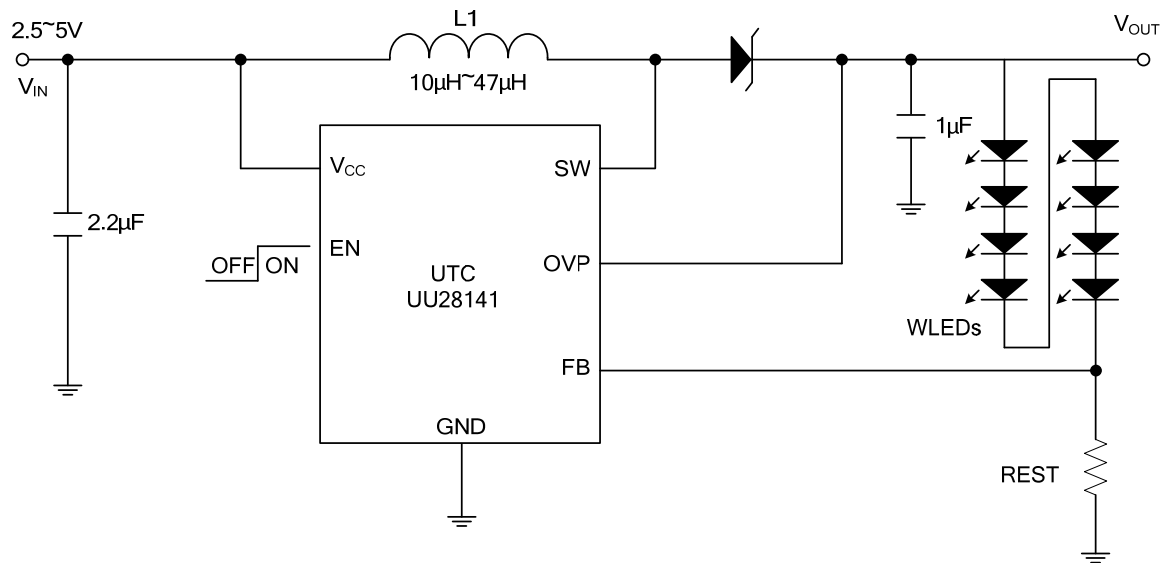 2.5~5V
VIN
L1
10μH~47μH
VOUT
1μF
2.2μF
VCC
SW
EN
OFF ON
OVP
UTC
UU28141
FB
GND
WLEDs
REST